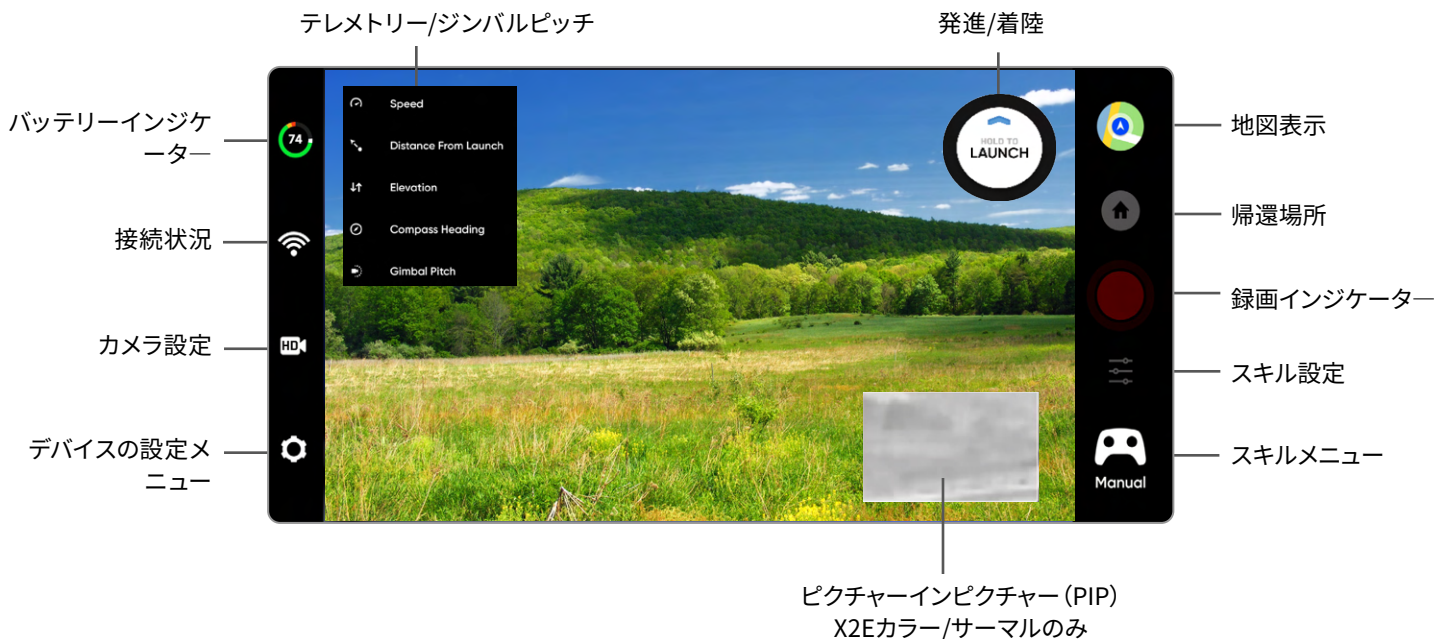 テレメトリー/ジンバルピッチ
発進/着陸
バッテリーインジケ
ーター
接続状況
カメラ設定
デバイスの設定メ
ニュー
74
HD
Speed
Distance From Launch
Elevation
Compass Heading
Gimbal Pitch
HOLD TO
LAUNCH
地図表示
帰還場所
録画インジケーター
スキル設定
スキルメニュー
Manual
ピクチャーインピクチャー（PIP）
X2Eカラー/サーマルのみ